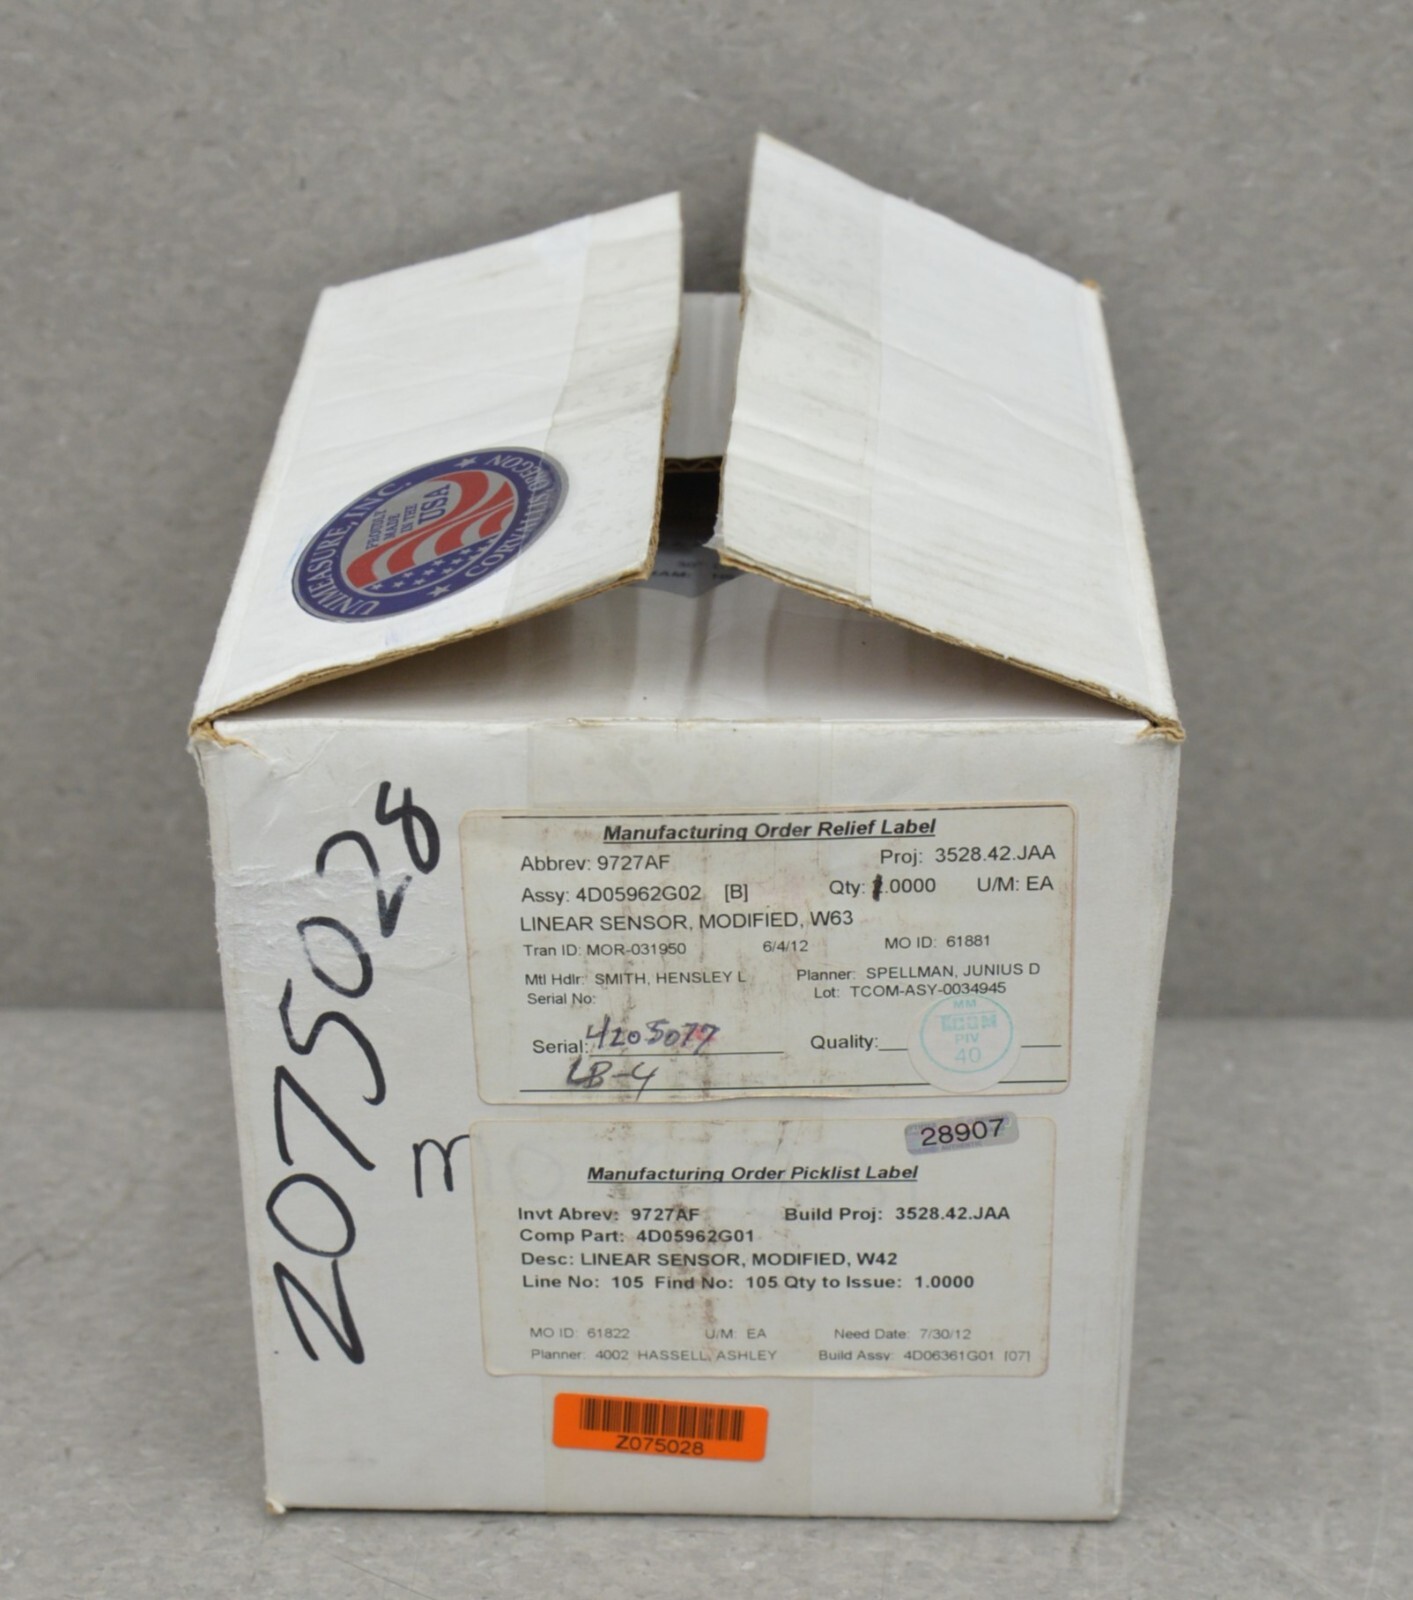 UNIMEASURE, INC.
CORVALLIS, OREGON
PROUDLY
MADE
IN THE
USA
Z075028
m
Manufacturing Order Relief Label
Abbrev: 9727AF Proj: 3528.42.JAA
Assy: 4D05962G02 [B] Qty: 1.0000 U/M: EA
LINEAR SENSOR, MODIFIED, W63
Tran ID: MOR-031950 6/4/12 MO ID: 61881
Mtl Hdlr: SMITH, HENSLEY L Planner: SPELLMAN, JUNIUS D
Serial No: Lot: TCOM-ASY-0034945
Serial: 4205077 Quality:
LB-4
MM
TCOM
PIV
40
28907
Manufacturing Order Picklist Label
Invt Abrev: 9727AF Build Proj: 3528.42.JAA
Comp Part: 4D05962G01
Desc: LINEAR SENSOR, MODIFIED, W42
Line No: 105 Find No: 105 Qty to Issue: 1.0000
MO ID: 61822 U/M: EA Need Date: 7/30/12
Planner: 4002 HASSELL, ASHLEY Build Assy: 4D06361G01 [07]
Z075028